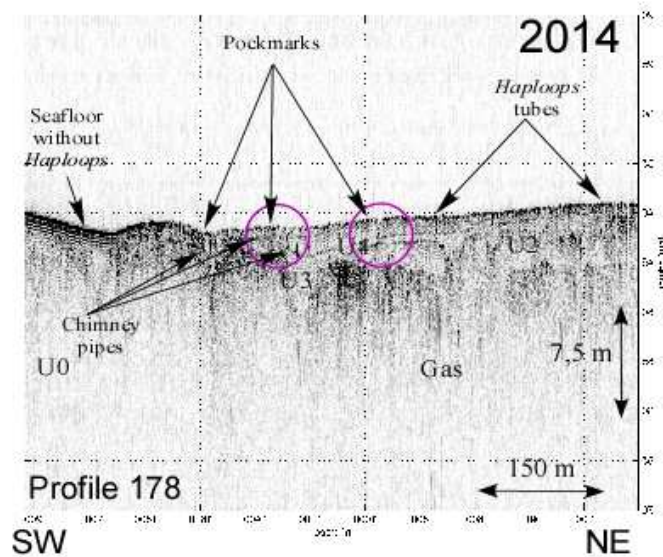 2014
Pockmarks
Haploops
tubes
Seafloor
without
Haploops
U2
U3
Chimney
pipes
U0
Gas
7,5 m
150 m
Profile 178
SW
NE